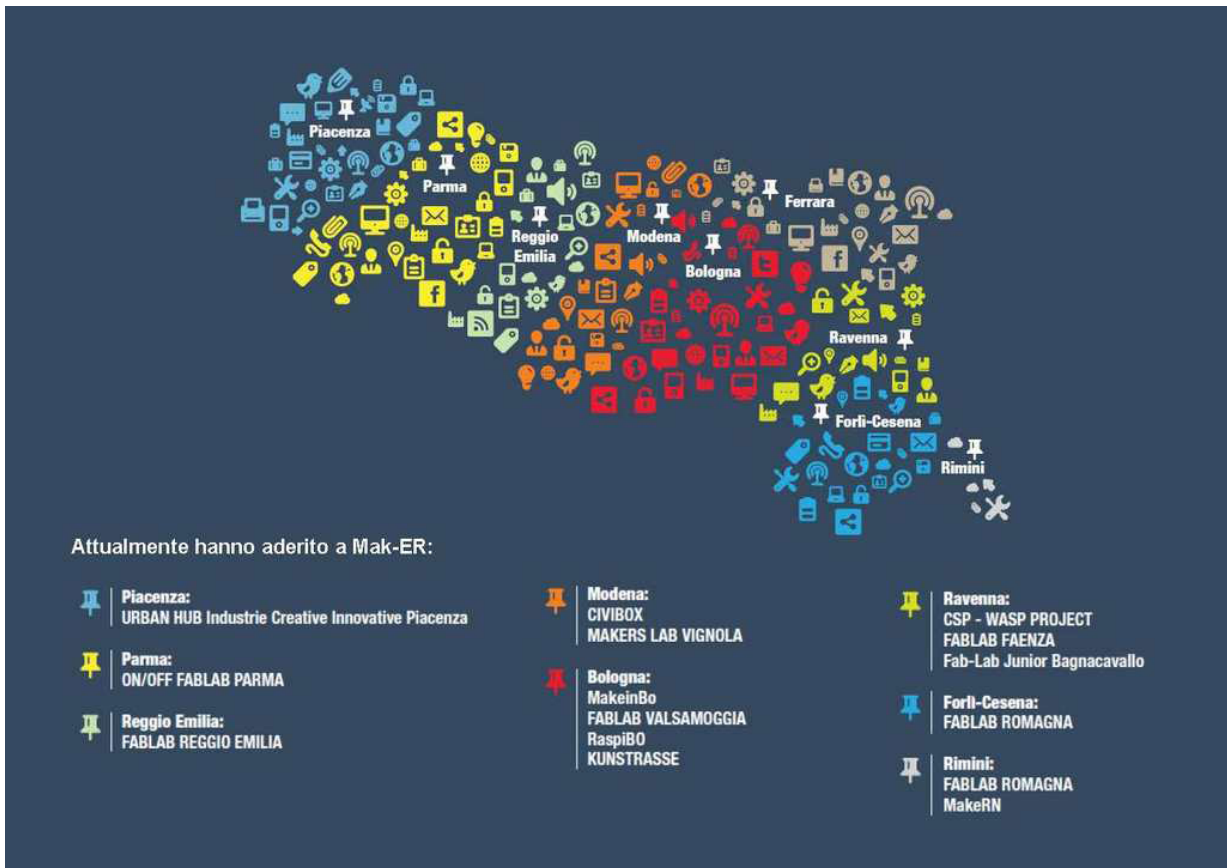 Piacenza
Parma
Reggio
Emilia
Modena
Bologna
Ferrara
Ravenna
Forlì-Cesena
Rimini
Attualmente hanno aderito a Mak-ER:
Piacenza:
URBAN HUB Industrie Creative Innovative Piacenza
Parma:
ON/OFF FABLAB PARMA
Reggio Emilia:
FABLAB REGGIO EMILIA
Modena:
CIVIBOX
MAKERS LAB VIGNOLA
Bologna:
MakeinBo
FABLAB VALSAMOGGIA
RaspiBO
KUNSTRASSE
Ravenna:
CSP - WASP PROJECT
FABLAB FAENZA
Fab-Lab Junior Bagnacavallo
Forlì-Cesena:
FABLAB ROMAGNA
Rimini:
FABLAB ROMAGNA
MakeRN